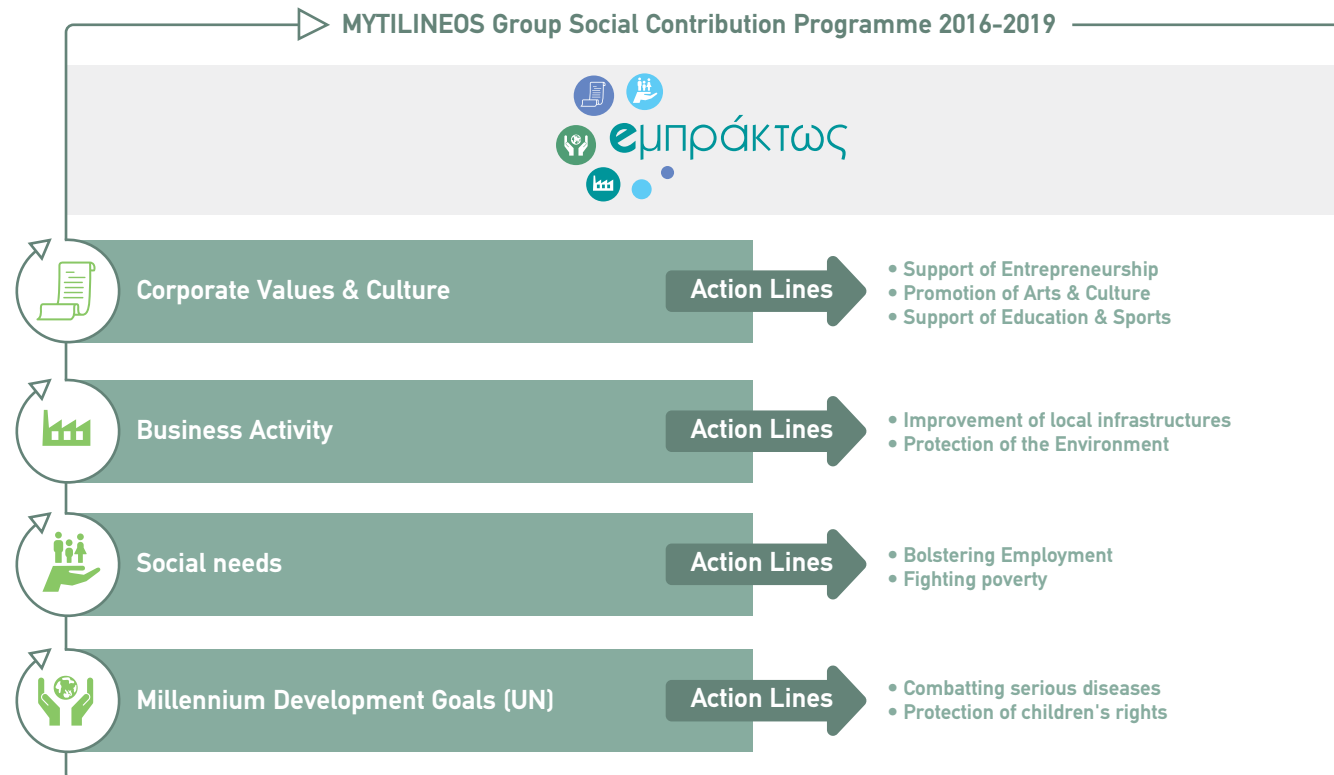 MYTILINEOS Group Social Contribution Programme 2016-2019
eμπράκτως
Corporate Values & Culture
Action Lines
• Support of Entrepreneurship
• Promotion of Arts & Culture
• Support of Education & Sports
Business Activity
Action Lines
• Improvement of local infrastructures
• Protection of the Environment
Social needs
Action Lines
• Bolstering Employment
• Fighting poverty
Millennium Development Goals (UN)
Action Lines
• Combatting serious diseases
• Protection of children's rights